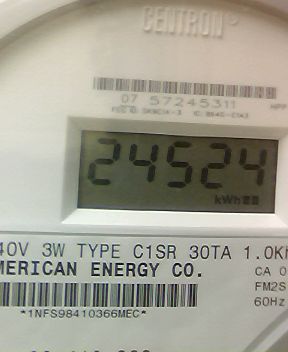 CENTRON
07 57245311
24524
kWh
40V 3W TYPE C1SR 30TA 1.0Kh
MERICAN ENERGY CO.
CA 0
FM2S
60Hz
*1NFS98410366MEC*